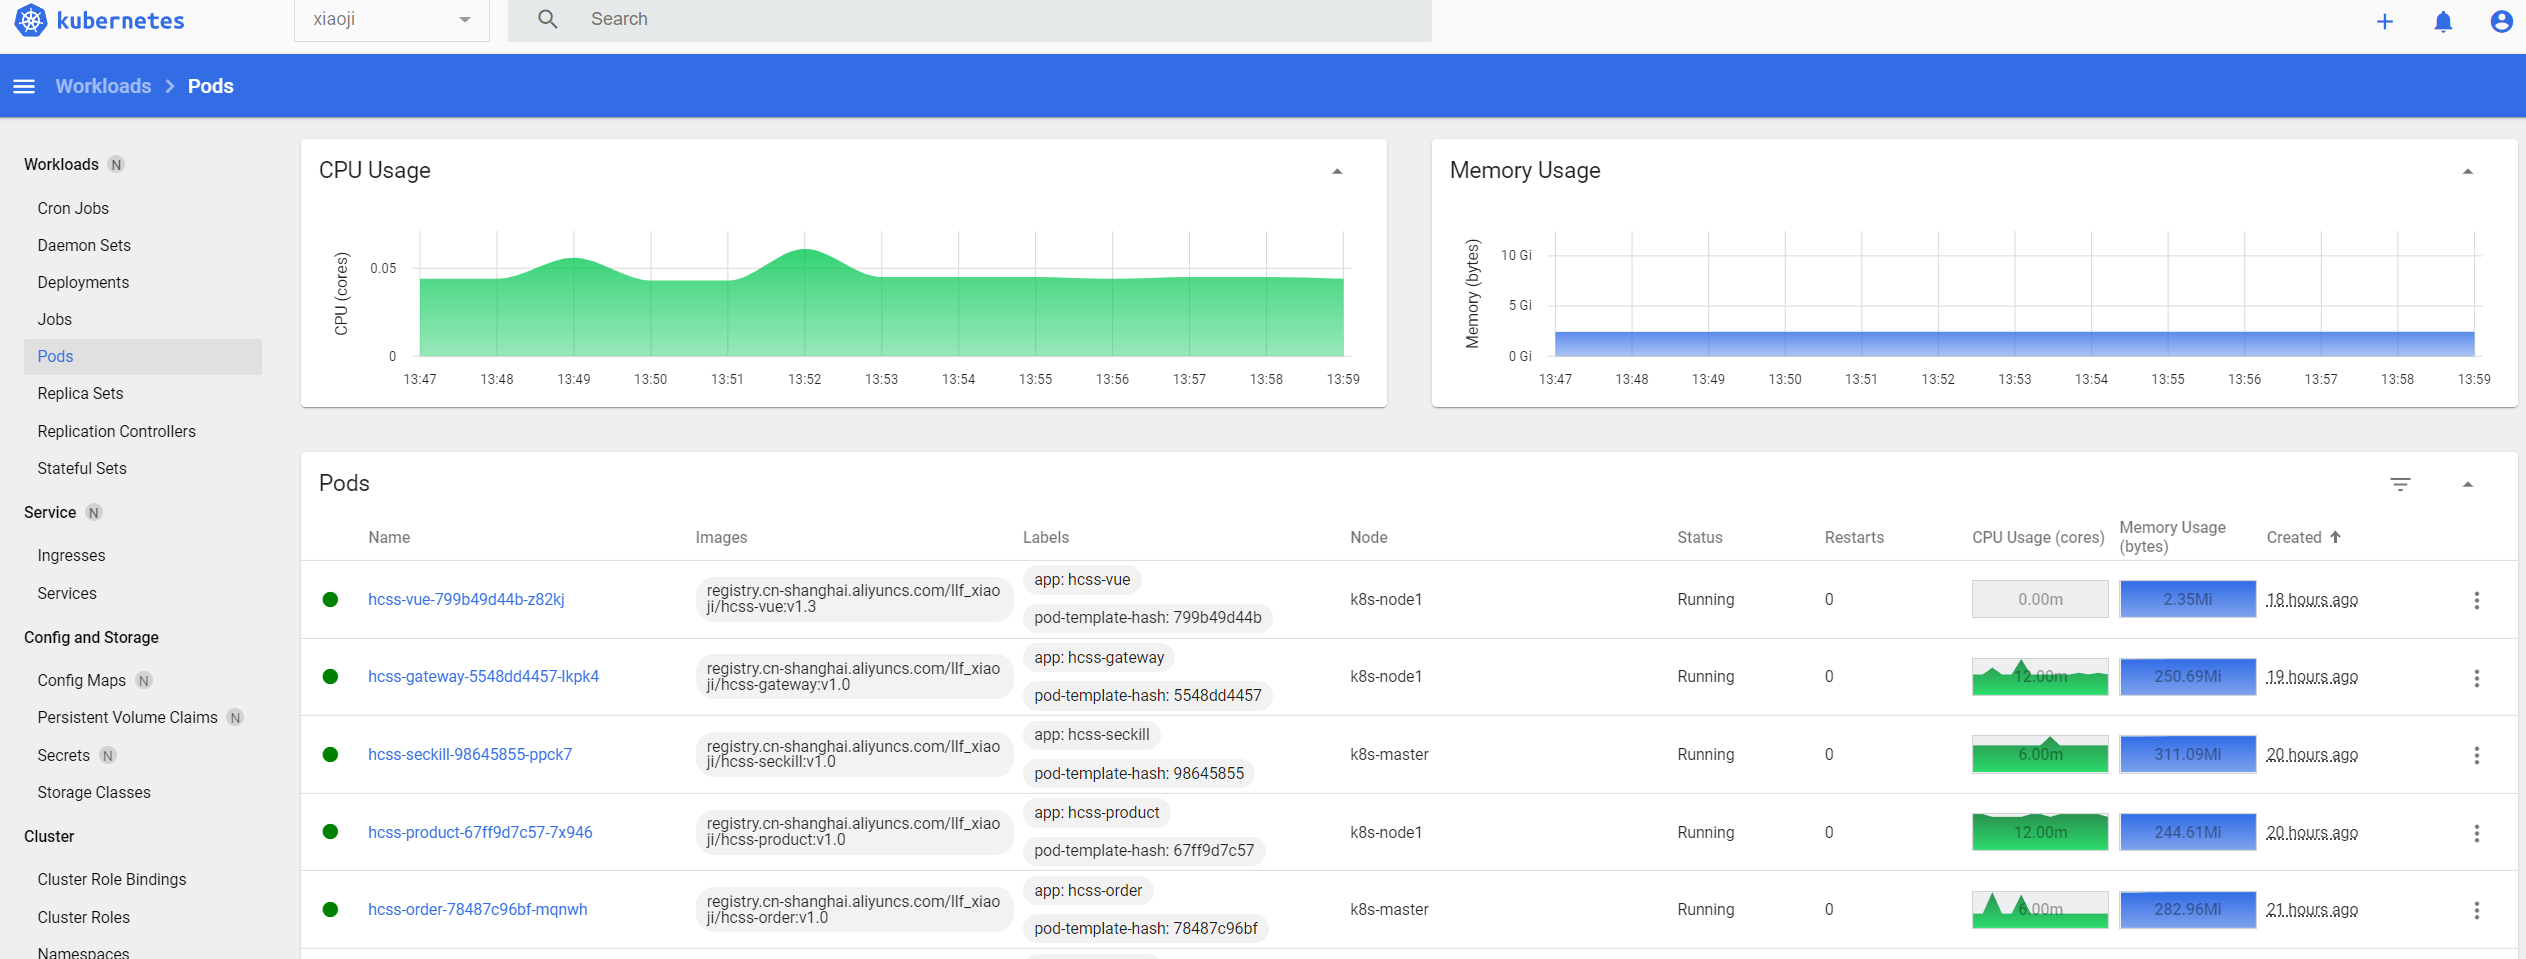 kubernetes
xiaoji
Search
Workloads > Pods
Workloads N
Cron Jobs
Daemon Sets
Deployments
Jobs
Pods
Replica Sets
Replication Controllers
Stateful Sets
Service N
Ingresses
Services
Config and Storage
Config Maps N
Persistent Volume Claims N
Secrets N
Storage Classes
Cluster
Cluster Role Bindings
Cluster Roles
Namespaces
CPU Usage
CPU (cores)
0.05
0
13:47 13:48 13:49 13:50 13:51 13:52 13:53 13:54 13:55 13:56 13:57 13:58 13:59
Memory Usage
Memory (bytes)
10 Gi
5 Gi
0 Gi
13:47 13:48 13:49 13:50 13:51 13:52 13:53 13:54 13:55 13:56 13:57 13:58 13:59
Pods
Name Images Labels Node Status Restarts CPU Usage (cores) Memory Usage (bytes) Created
hcss-vue-799b49d44b-z82kj
registry.cn-shanghai.aliyuncs.com/llf_xiao
ji/hcss-vue:v1.3
app: hcss-vue
pod-template-hash: 799b49d44b
k8s-node1 Running 0 0.00m 2.35Mi 18 hours ago
hcss-gateway-5548dd4457-lkpk4
registry.cn-shanghai.aliyuncs.com/llf_xiao
ji/hcss-gateway:v1.0
app: hcss-gateway
pod-template-hash: 5548dd4457
k8s-node1 Running 0 12.00m 250.69Mi 19 hours ago
hcss-seckill-98645855-ppck7
registry.cn-shanghai.aliyuncs.com/llf_xiao
ji/hcss-seckill:v1.0
app: hcss-seckill
pod-template-hash: 98645855
k8s-master Running 0 6.00m 311.09Mi 20 hours ago
hcss-product-67ff9d7c57-7x946
registry.cn-shanghai.aliyuncs.com/llf_xiao
ji/hcss-product:v1.0
app: hcss-product
pod-template-hash: 67ff9d7c57
k8s-node1 Running 0 12.00m 244.61Mi 20 hours ago
hcss-order-78487c96bf-mqnwh
registry.cn-shanghai.aliyuncs.com/llf_xiao
ji/hcss-order:v1.0
app: hcss-order
pod-template-hash: 78487c96bf
k8s-master Running 0 6.00m 282.96Mi 21 hours ago